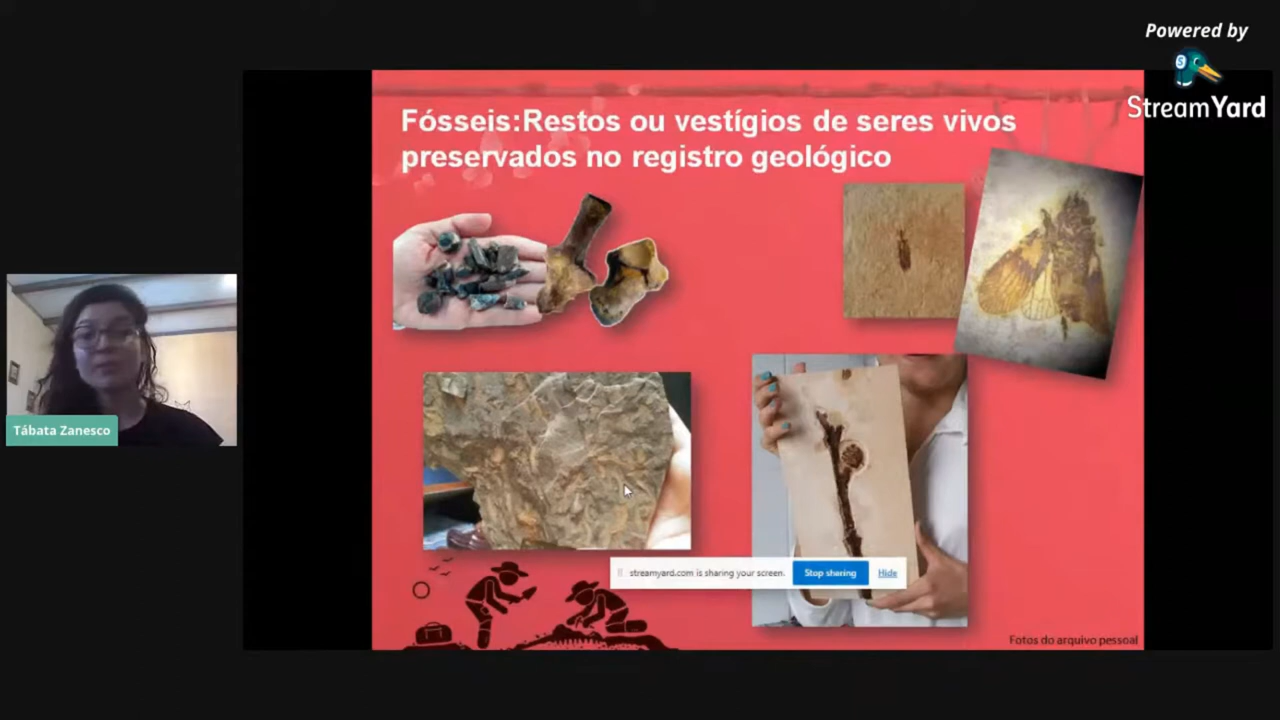 Powered by
StreamYard
Fósseis:Restos ou vestígios de seres vivos
preservados no registro geológico
Tábata Zanesco
streamyard.com is sharing your screen.
Stop sharing
Hide
Fotos do arquivo pessoal